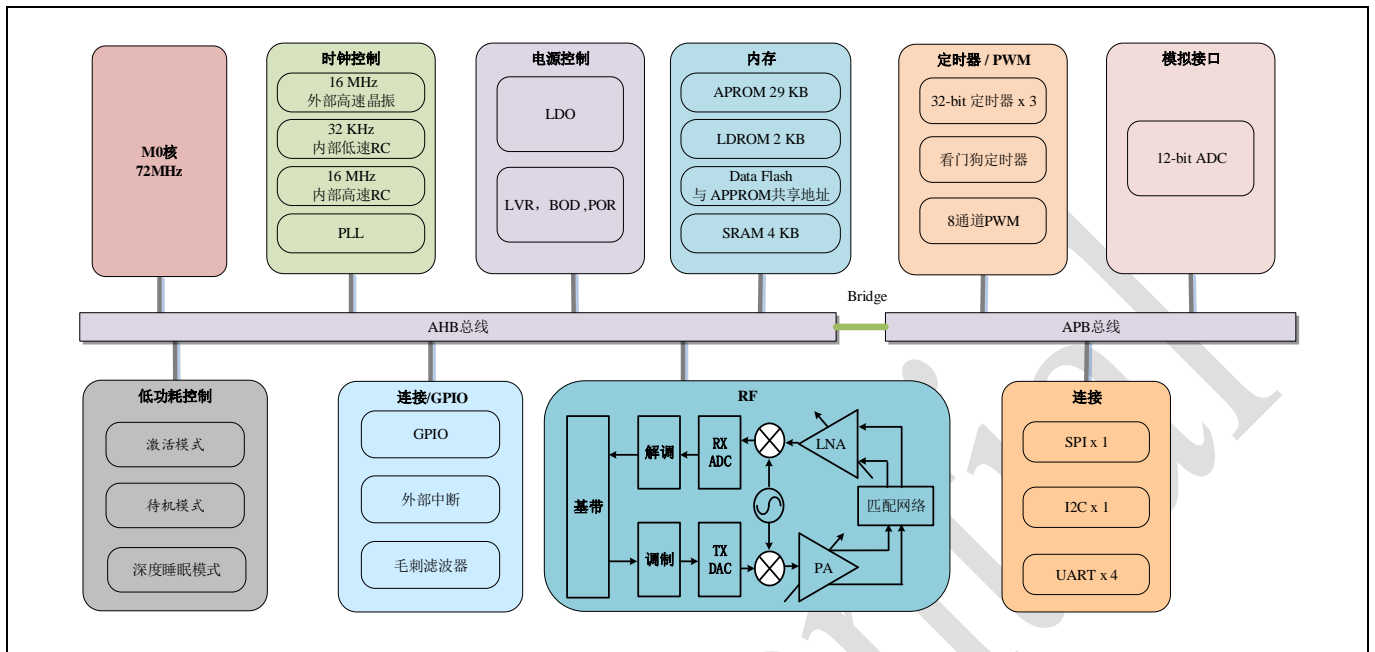 M0核
72MHz
时钟控制
16 MHz
外部高速晶振
32 KHz
内部低速RC
16 MHz
内部高速RC
PLL
电源控制
LDO
LVR，BOD ,POR
内存
APROM 29 KB
LDROM 2 KB
Data Flash
与 APPROM共享地址
SRAM 4 KB
定时器 / PWM
32-bit 定时器 x 3
看门狗定时器
8通道PWM
模拟接口
12-bit ADC
AHB总线
Bridge
APB总线
低功耗控制
激活模式
待机模式
深度睡眠模式
连接/GPIO
GPIO
外部中断
毛刺滤波器
RF
基带
解调
RX
ADC
LNA
匹配网络
调制
TX
DAC
PA
连接
SPI x 1
I2C x 1
UART x 4